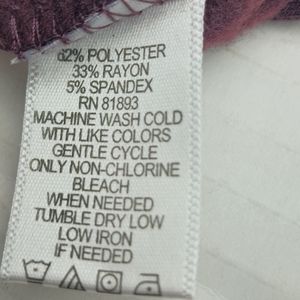 62% POLYESTER
33% RAYON
5% SPANDEX
RN 81893
MACHINE WASH COLD
WITH LIKE COLORS
GENTLE CYCLE
ONLY NON-CHLORINE
BLEACH
WHEN NEEDED
TUMBLE DRY LOW
LOW IRON
IF NEEDED